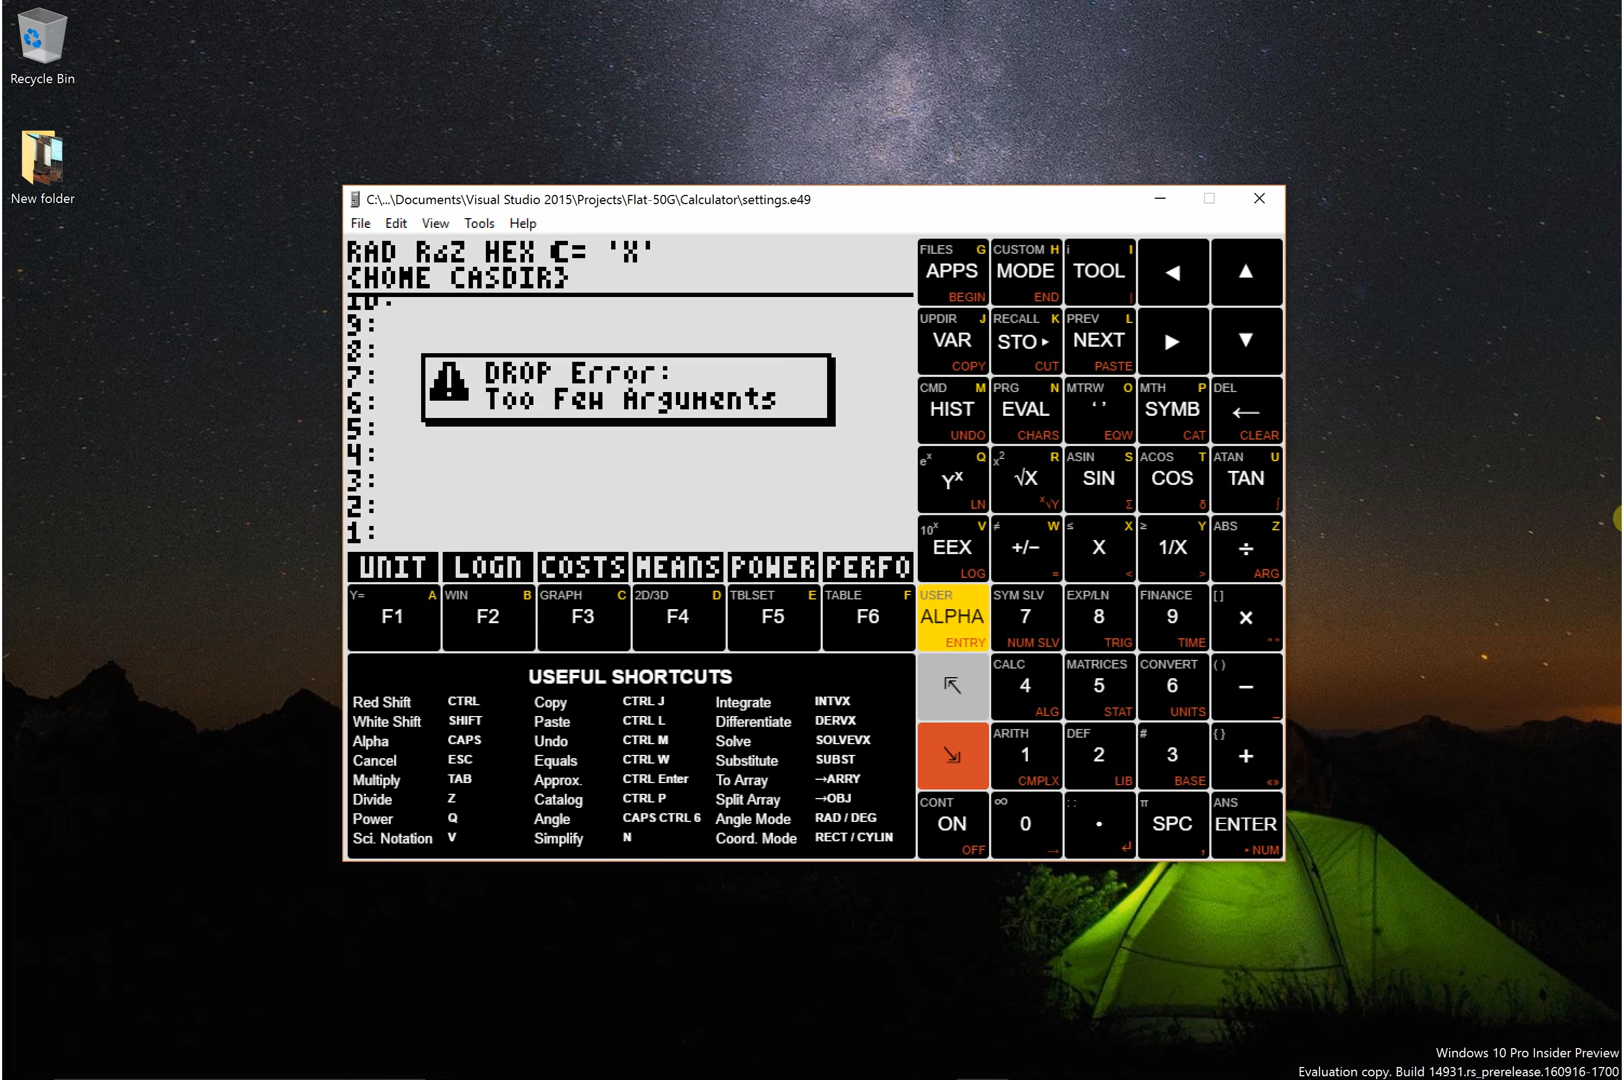 Recycle Bin
New folder
C:\...\Documents\Visual Studio 2015\Projects\Flat-50G\Calculator\settings.e49
File Edit View Tools Help
RAD R∡Z HEX C= 'X'
{HOME CASDIR}
10:
9:
8:
7:
6:
5:
4:
3:
2:
1:
DROP Error:
Too Few Arguments
UNIT LOGN COSTS MEANS POWER PERFO
Y= A WIN B GRAPH C 2D/3D D TBLSET E TABLE F
F1 F2 F3 F4 F5 F6
USEFUL SHORTCUTS
Red Shift CTRL Copy CTRL J Integrate INTVX
White Shift SHIFT Paste CTRL L Differentiate DERVX
Alpha CAPS Undo CTRL M Solve SOLVEVX
Cancel ESC Equals CTRL W Substitute SUBST
Multiply TAB Approx. CTRL Enter To Array →ARRY
Divide Z Catalog CTRL P Split Array →OBJ
Power Q Angle CAPS CTRL 6 Angle Mode RAD / DEG
Sci. Notation V Simplify N Coord. Mode RECT / CYLIN
FILES G CUSTOM H i I
APPS MODE TOOL ◀ ▲
BEGIN END |
UPDIR J RECALL K PREV L
VAR STO ▸ NEXT ▶ ▼
COPY CUT PASTE
CMD M PRG N MTRW O MTH P DEL
HIST EVAL ‘ ’ SYMB ←
UNDO CHARS EQW CAT CLEAR
eˣ Q x² R ASIN S ACOS T ATAN U
Yˣ √X SIN COS TAN
LN ˣ√Y Σ ∂ ∫
10ˣ V ≠ W ≤ X ≥ Y ABS Z
EEX +/− X 1/X ÷
LOG = < > ARG
USER SYM SLV EXP/LN FINANCE [ ]
ALPHA 7 8 9 ×
ENTRY NUM SLV TRIG TIME " "
CALC MATRICES CONVERT ( )
4 5 6 −
ALG STAT UNITS _
ARITH DEF # { }
1 2 3 +
CMPLX LIB BASE «»
CONT ∞ : : π ANS
ON 0 . SPC ENTER
OFF → ↵ , ▸NUM
Windows 10 Pro Insider Preview
Evaluation copy. Build 14931.rs_prerelease.160916-1700